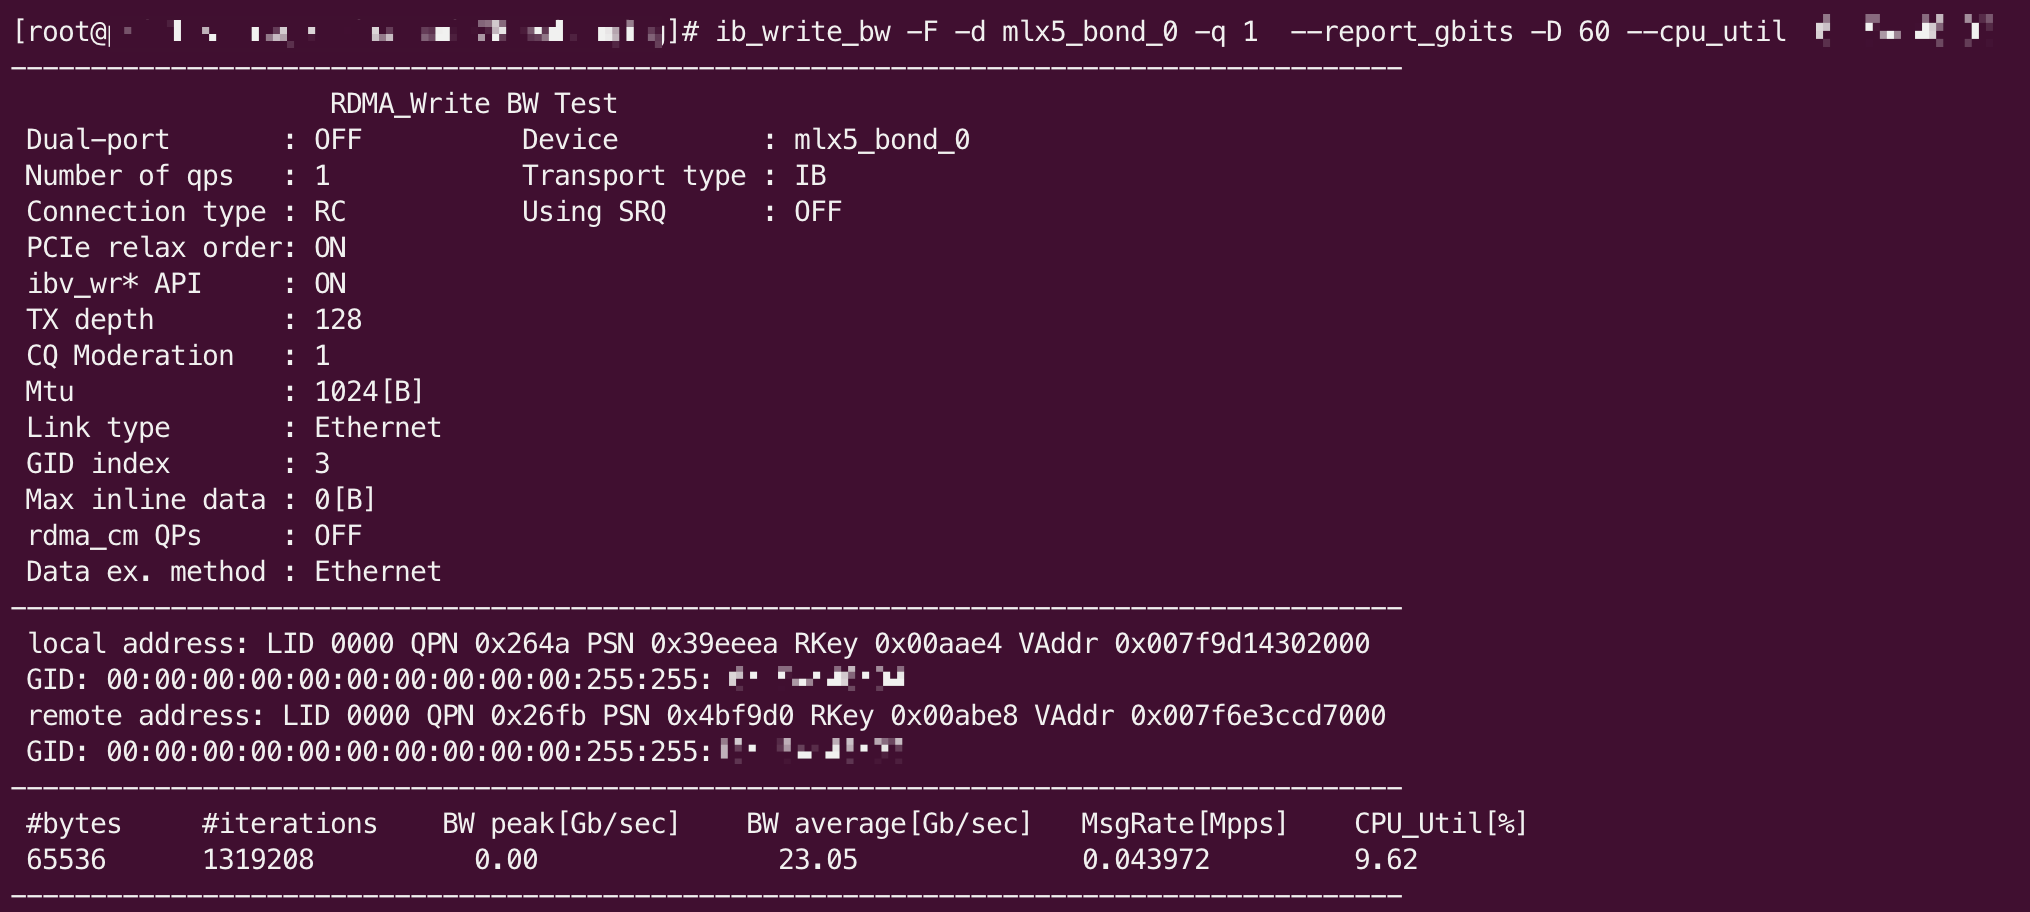 [root@ ]# ib_write_bw -F -d mlx5_bond_0 -q 1  --report_gbits -D 60 --cpu_util
---------------------------------------------------------------------------------------
RDMA_Write BW Test
Dual-port       : OFF          Device         : mlx5_bond_0
Number of qps   : 1            Transport type : IB
Connection type : RC           Using SRQ      : OFF
PCIe relax order: ON
ibv_wr* API     : ON
TX depth        : 128
CQ Moderation   : 1
Mtu             : 1024[B]
Link type       : Ethernet
GID index       : 3
Max inline data : 0[B]
rdma_cm QPs     : OFF
Data ex. method : Ethernet
---------------------------------------------------------------------------------------
local address: LID 0000 QPN 0x264a PSN 0x39eeea RKey 0x00aae4 VAddr 0x007f9d14302000
GID: 00:00:00:00:00:00:00:00:00:00:255:255:
remote address: LID 0000 QPN 0x26fb PSN 0x4bf9d0 RKey 0x00abe8 VAddr 0x007f6e3ccd7000
GID: 00:00:00:00:00:00:00:00:00:00:255:255:
---------------------------------------------------------------------------------------
#bytes     #iterations    BW peak[Gb/sec]    BW average[Gb/sec]   MsgRate[Mpps]    CPU_Util[%]
65536      1319208          0.00               23.05              0.043972         9.62
---------------------------------------------------------------------------------------